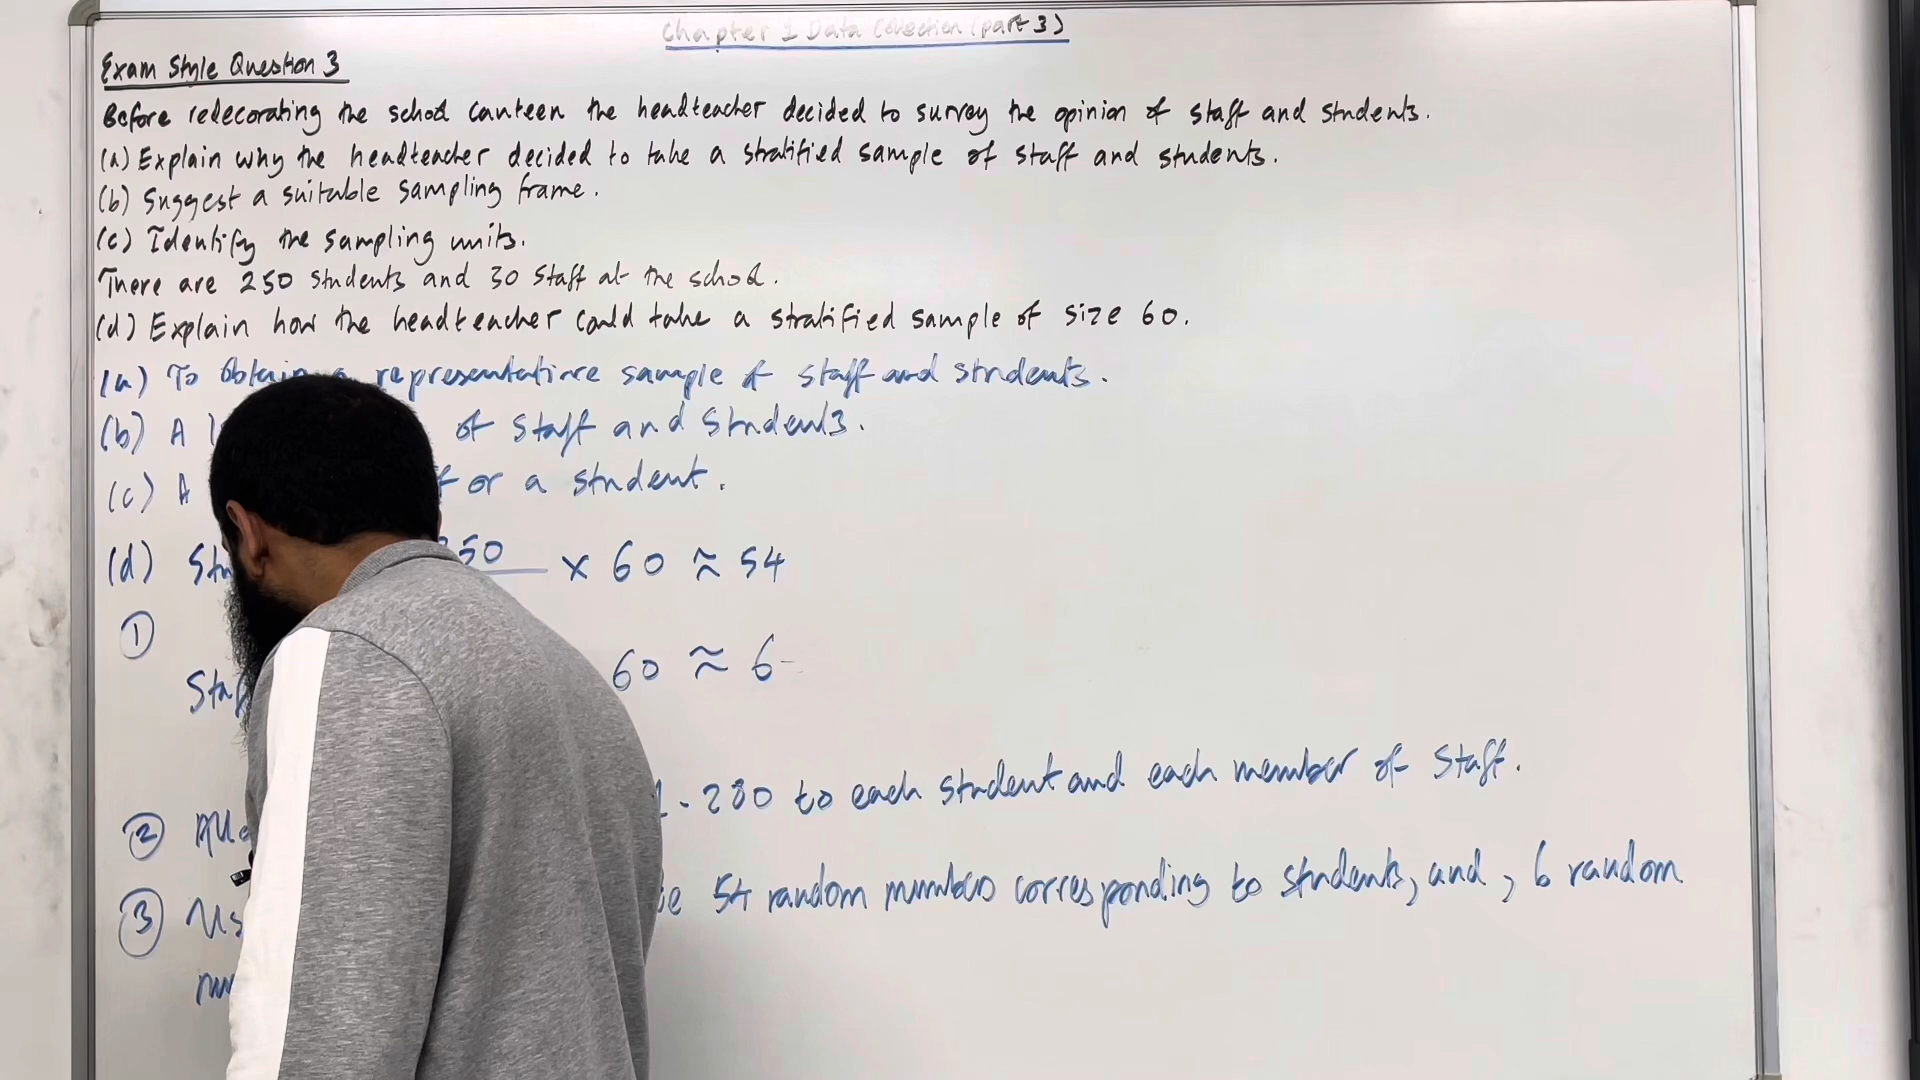 Chapter 1 Data Collection (part 3)
Exam Style Question 3
Before redecorating the school canteen the headteacher decided to survey the opinion of staff and students.
(a) Explain why the headteacher decided to take a stratified sample of staff and students.
(b) Suggest a suitable sampling frame.
(c) Identify the sampling units.
There are 250 students and 30 staff at the school.
(d) Explain how the headteacher could take a stratified sample of size 60.
(a) To obtain a representative sample of staff and students.
(b) A of staff and students.
(c) A or a student.
(d) 50 × 60 ≈ 54
①
60 ≈ 6
② 1-280 to each student and each member of staff.
③ 54 random numbers corresponding to students, and, 6 random